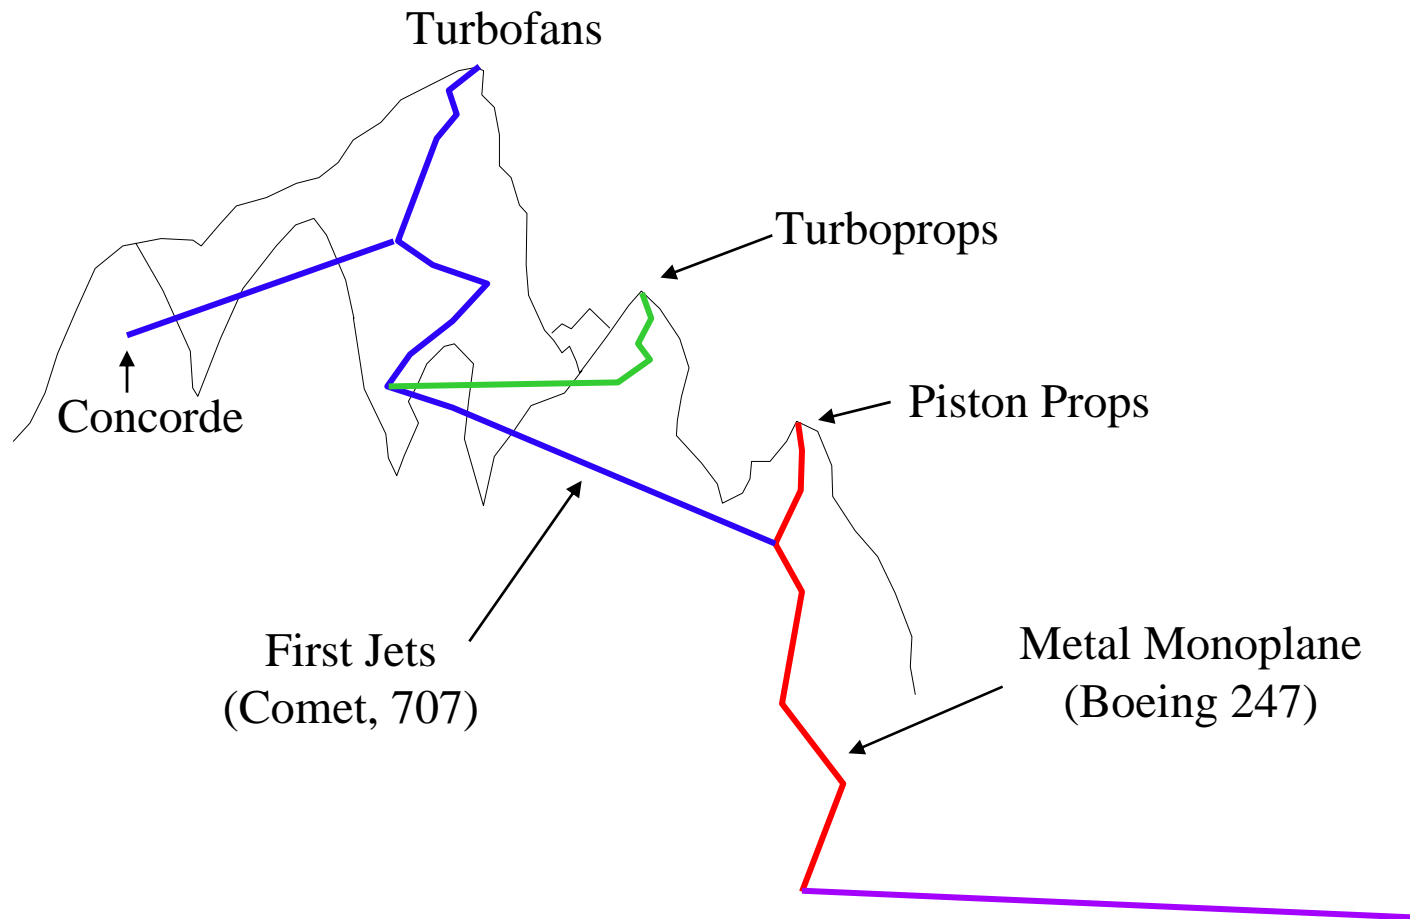 Turbofans
Turboprops
Concorde
Piston Props
First Jets
(Comet, 707)
Metal Monoplane
(Boeing 247)